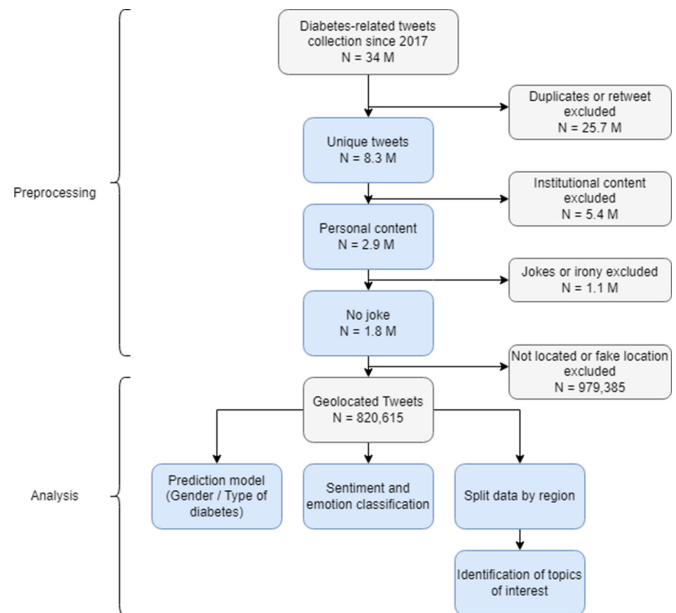 Diabetes-related tweets
collection since 2017
N = 34 M
Duplicates or retweet
excluded
N = 25.7 M
Unique tweets
N = 8.3 M
Preprocessing
Institutional content
excluded
N = 5.4 M
Personal content
N = 2.9 M
Jokes or irony excluded
N = 1.1 M
No joke
N = 1.8 M
Not located or fake location
excluded
N = 979,385
Geolocated Tweets
N = 820,615
Analysis
Prediction model
(Gender / Type of
diabetes)
Sentiment and
emotion classification
Split data by region
Identification of topics
of interest